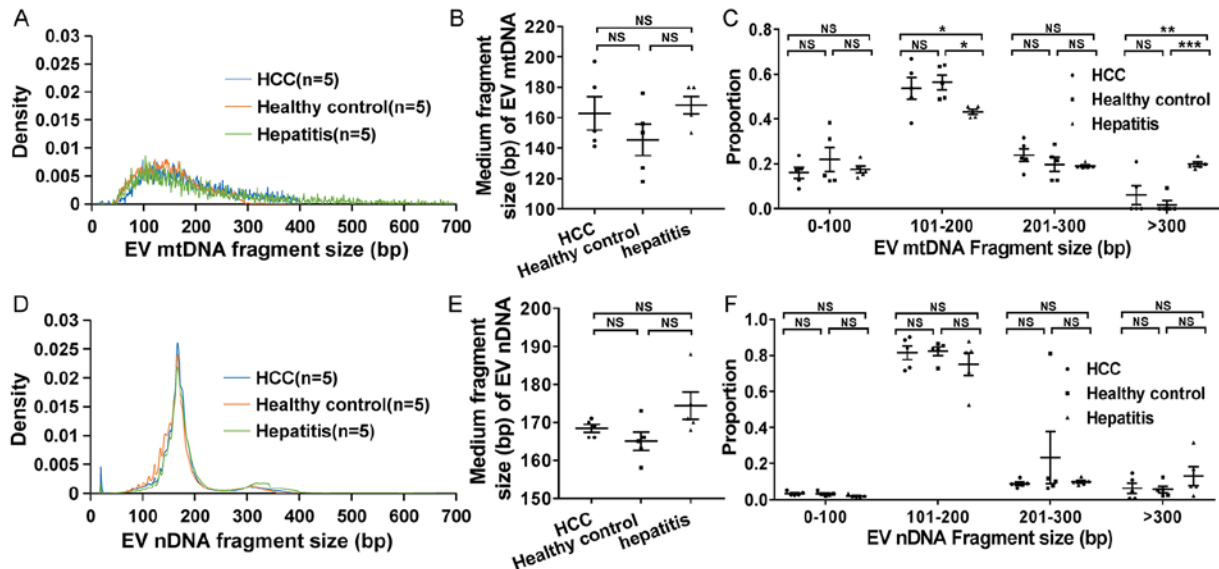 A
0.03
0.025
0.02
0.015
0.01
0.005
0
Density
HCC(n=5)
Healthy control(n=5)
Hepatitis(n=5)
0 100 200 300 400 500 600 700
EV mtDNA fragment size (bp)
B
Medium fragment
size (bp) of EV mtDNA
220
200
180
160
140
120
100
NS
NS NS
HCC
Healthy control
hepatitis
C
Proportion
0.8
0.6
0.4
0.2
0.0
NS * NS **
NS NS NS * NS NS NS ***
HCC
Healthy control
Hepatitis
0-100 101-200 201-300 >300
EV mtDNA Fragment size (bp)
D
0.03
0.025
0.02
0.015
0.01
0.005
0
Density
HCC(n=5)
Healthy control(n=5)
Hepatitis(n=5)
0 100 200 300 400 500 600 700
EV nDNA fragment size (bp)
E
Medium fragment
size (bp) of EV nDNA
200
190
180
170
160
150
NS
NS NS
HCC
Healthy control
hepatitis
F
Proportion
1.0
0.8
0.6
0.4
0.2
0.0
NS NS NS NS
NS NS NS NS NS NS NS NS
HCC
Healthy control
Hepatitis
0-100 101-200 201-300 >300
EV nDNA Fragment size (bp)